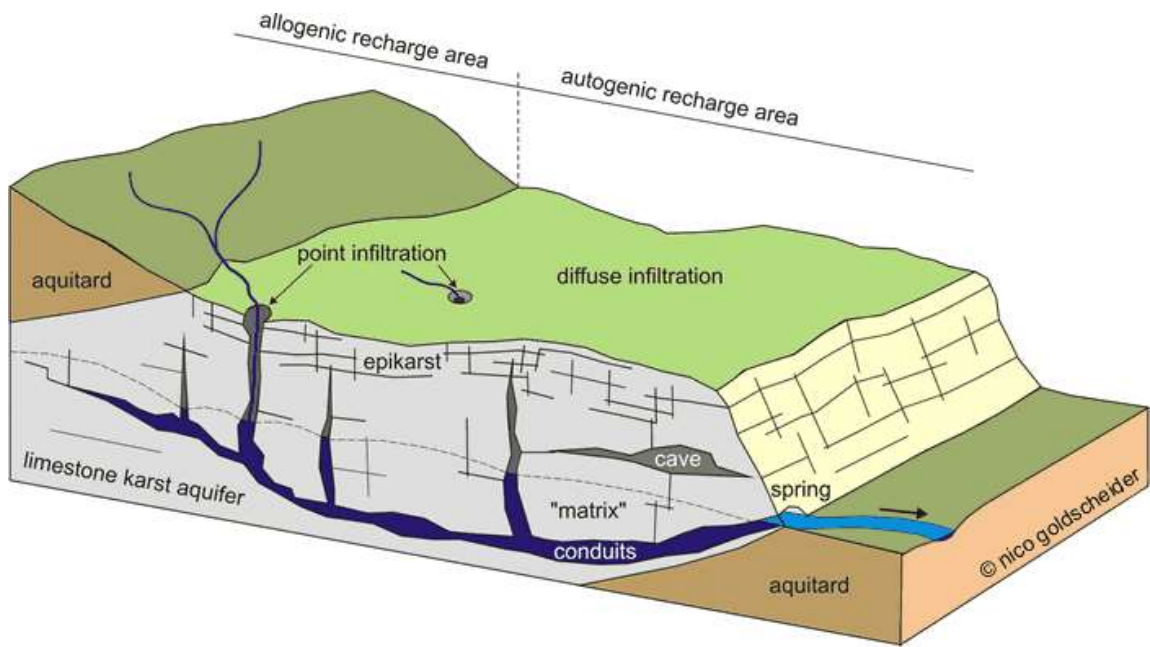 allogenic recharge area
autogenic recharge area
point infiltration
aquitard
diffuse infiltration
epikarst
cave
limestone karst aquifer
spring
"matrix"
conduits
aquitard
© nico goldscheider